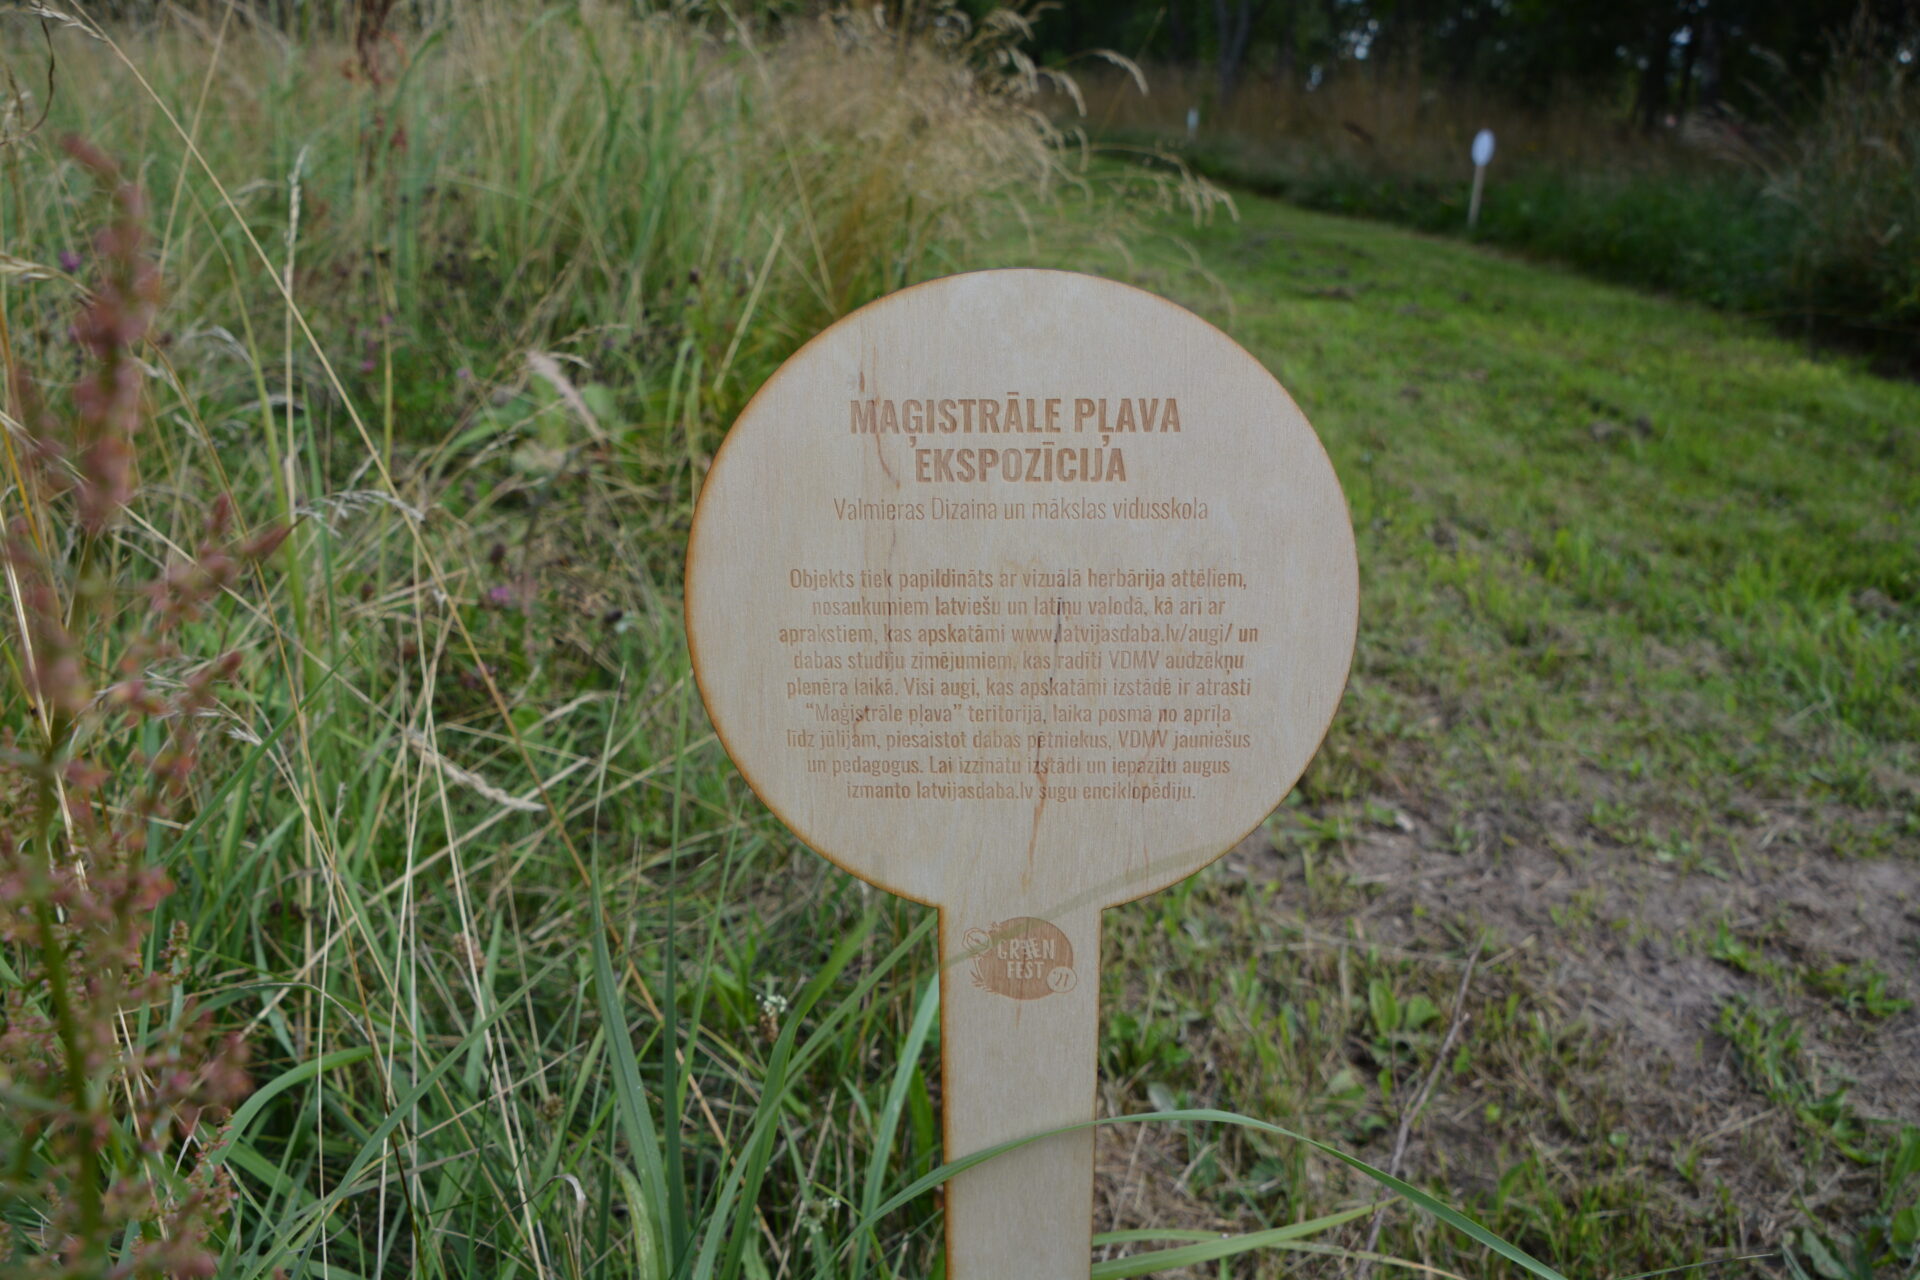 MAĢISTRĀLE PĻAVA
EKSPOZĪCIJA
Valmieras Dizaina un mākslas vidusskola
Objekts tiek papildināts ar vizuālā herbārija attēliem,
nosaukumiem latviešu un latīņu valodā, kā arī ar
aprakstiem, kas apskatāmi www.latvijasdaba.lv/augi/ un
dabas studiju zīmējumiem, kas radīti VDMV audzēkņu
plenēra laikā. Visi augi, kas apskatāmi izstādē ir atrasti
“Maģistrāle pļava” teritorijā, laika posmā no aprīļa
līdz jūlijam, piesaistot dabas pētniekus, VDMV jauniešus
un pedagogus. Lai izzinātu izstādi un iepazītu augus
izmanto latvijasdaba.lv sugu enciklopēdiju.
GRÆN
FEST